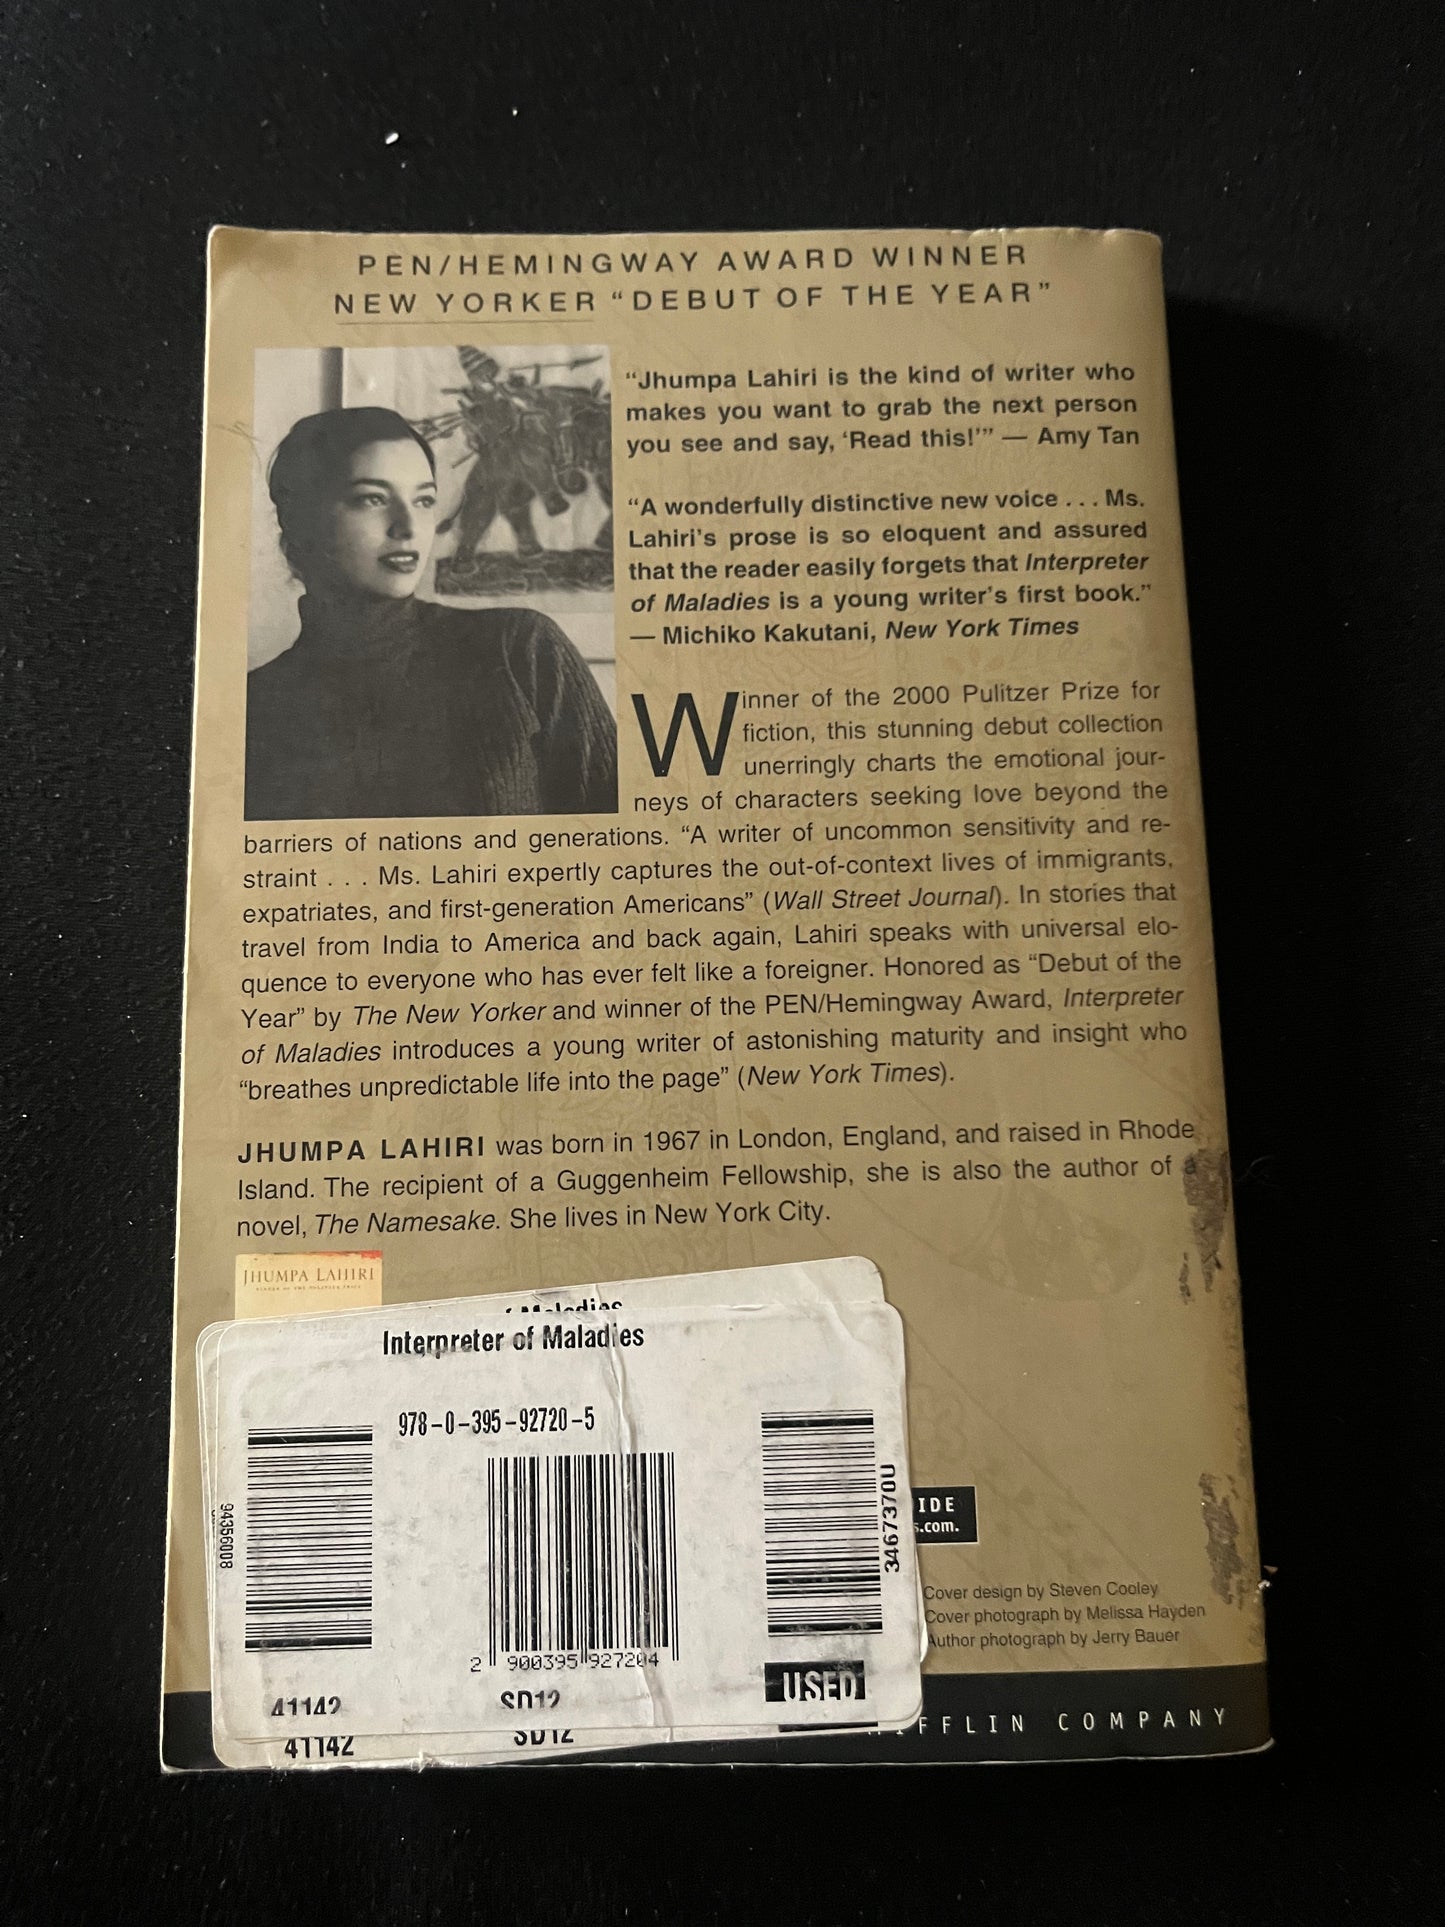 PEN/HEMINGWAY AWARD WINNER
NEW YORKER “DEBUT OF THE YEAR”
“Jhumpa Lahiri is the kind of writer who
makes you want to grab the next person
you see and say, ‘Read this!’” — Amy Tan
“A wonderfully distinctive new voice . . . Ms.
Lahiri’s prose is so eloquent and assured
that the reader easily forgets that Interpreter
of Maladies is a young writer’s first book.”
— Michiko Kakutani, New York Times
Winner of the 2000 Pulitzer Prize for
fiction, this stunning debut collection
unerringly charts the emotional jour-
neys of characters seeking love beyond the
barriers of nations and generations. “A writer of uncommon sensitivity and re-
straint . . . Ms. Lahiri expertly captures the out-of-context lives of immigrants,
expatriates, and first-generation Americans” (Wall Street Journal). In stories that
travel from India to America and back again, Lahiri speaks with universal elo-
quence to everyone who has ever felt like a foreigner. Honored as “Debut of the
Year” by The New Yorker and winner of the PEN/Hemingway Award, Interpreter
of Maladies introduces a young writer of astonishing maturity and insight who
“breathes unpredictable life into the page” (New York Times).
JHUMPA LAHIRI was born in 1967 in London, England, and raised in Rhode
Island. The recipient of a Guggenheim Fellowship, she is also the author of a
novel, The Namesake. She lives in New York City.
JHUMPA LAHIRI
of Maladies
Interpreter of Maladies
978-0-395-92720-5
94356008
3467370U
2 900395 927204
USED
41142 SD12
41142 SD12
IDE
s.com.
Cover design by Steven Cooley
Cover photograph by Melissa Hayden
Author photograph by Jerry Bauer
IFFLIN COMPANY